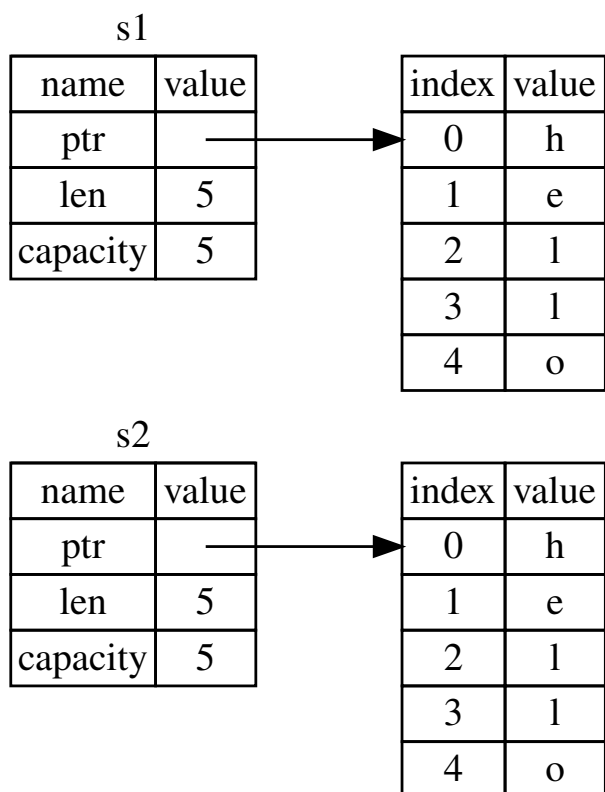 s1
name value
ptr
len 5
capacity 5
index value
0 h
1 e
2 l
3 l
4 o
s2
name value
ptr
len 5
capacity 5
index value
0 h
1 e
2 l
3 l
4 o